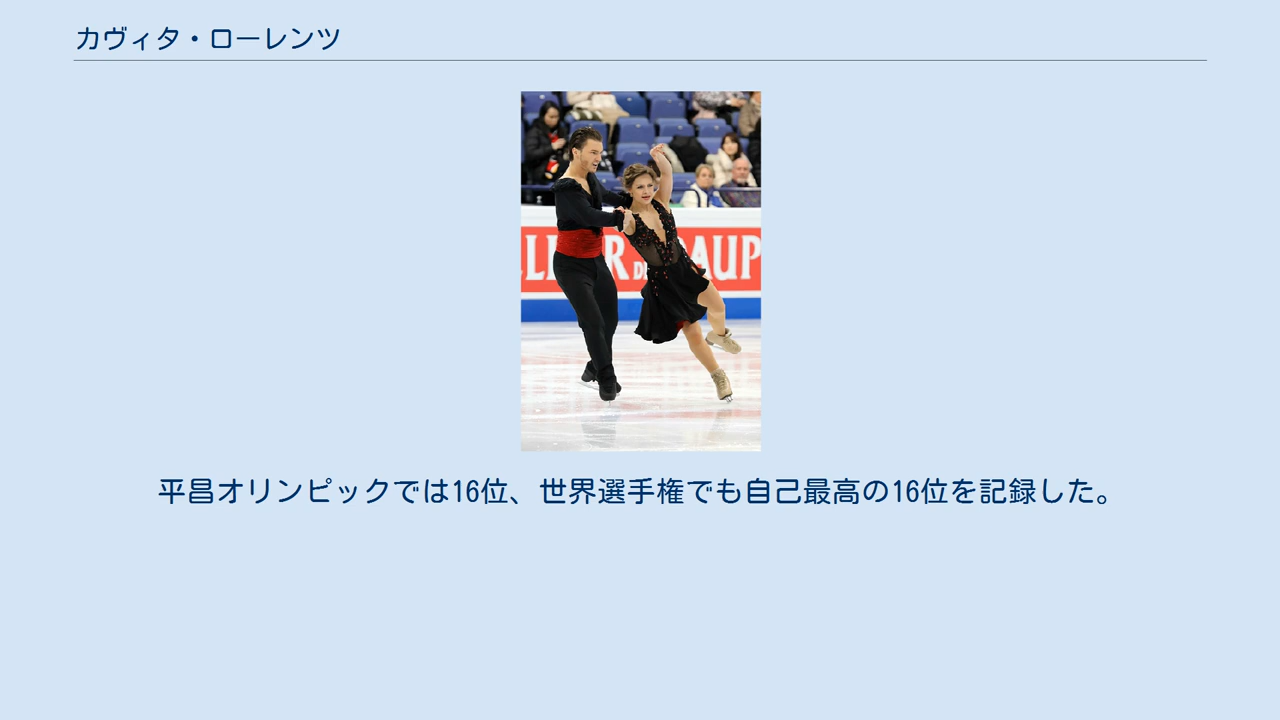 カヴィタ・ローレンツ
平昌オリンピックでは16位、世界選手権でも自己最高の16位を記録した。